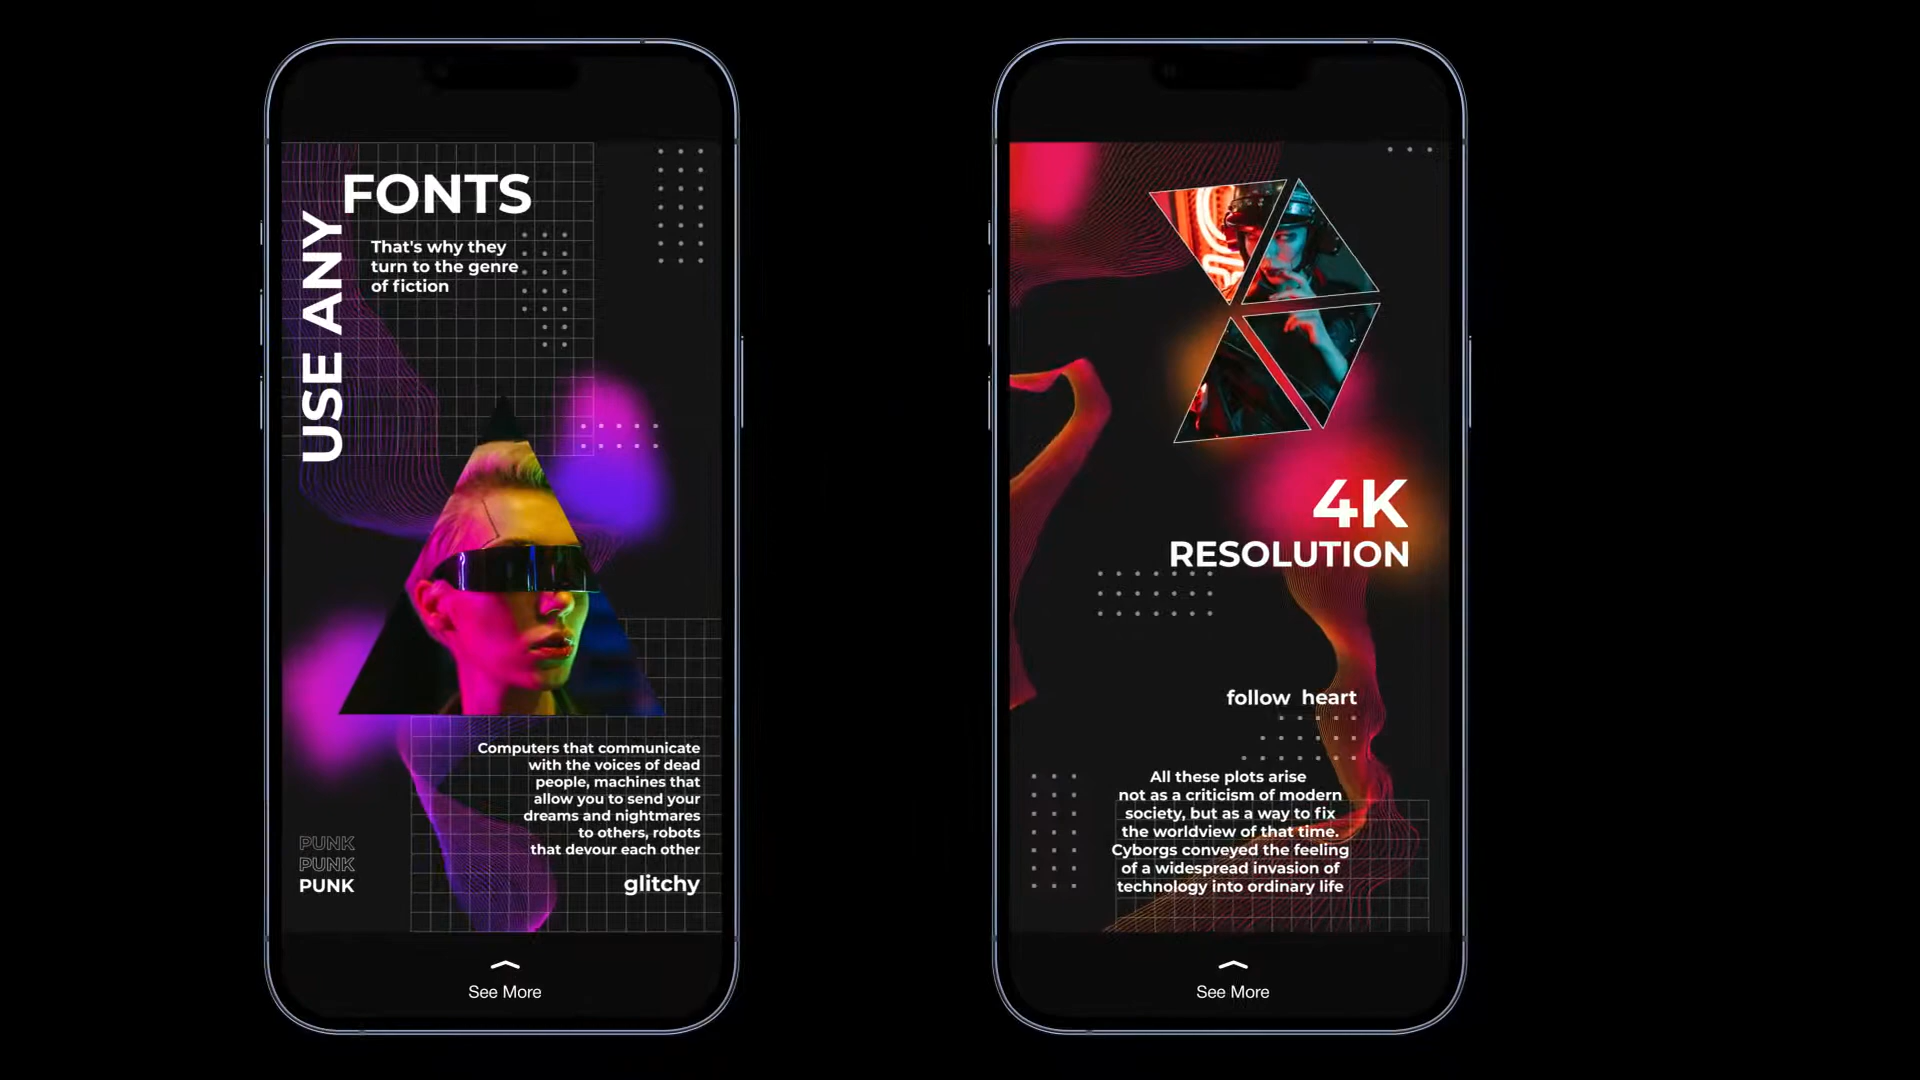 USE ANY
FONTS
That's why they
turn to the genre
of fiction
Computers that communicate
with the voices of dead
people, machines that
allow you to send your
dreams and nightmares
to others, robots
that devour each other
glitchy
PUNK
PUNK
PUNK
See More
4K
RESOLUTION
follow heart
All these plots arise
not as a criticism of modern
society, but as a way to fix
the worldview of that time.
Cyborgs conveyed the feeling
of a widespread invasion of
technology into ordinary life
See More